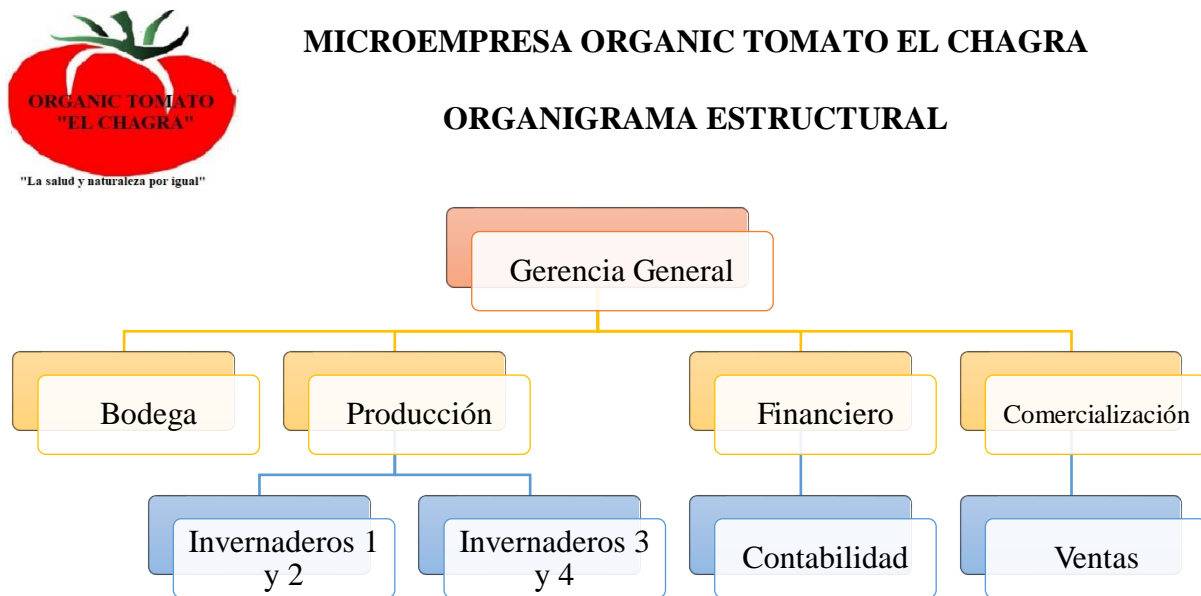 MICROEMPRESA ORGANIC TOMATO EL CHAGRA
ORGANIC TOMATO
"EL CHAGRA"
ORGANIGRAMA ESTRUCTURAL
"La salud y naturaleza por igual"
Gerencia General
Bodega
Producción
Financiero
Comercialización
Invernaderos 1
y 2
Invernaderos 3
y 4
Contabilidad
Ventas